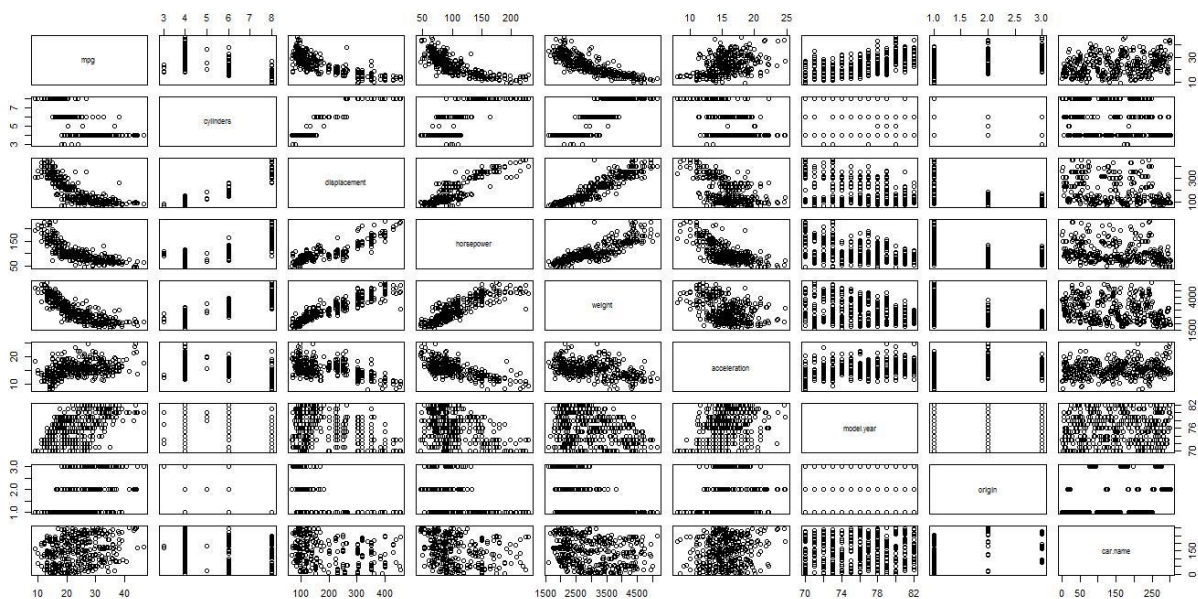 3 4 5 6 7 8 50 100 150 200 10 15 20 25 1.0 1.5 2.0 2.5 3.0
mpg 10 30
3 5 7 cylinders
displacement 100 300
50 150 horsepower
weight 1500 4000
10 20 acceleration
model.year 70 76 82
1.0 2.0 3.0 origin
car.name 0 150
10 20 30 40 100 200 300 400 1500 2500 3500 4500 70 74 78 82 0 50 150 250